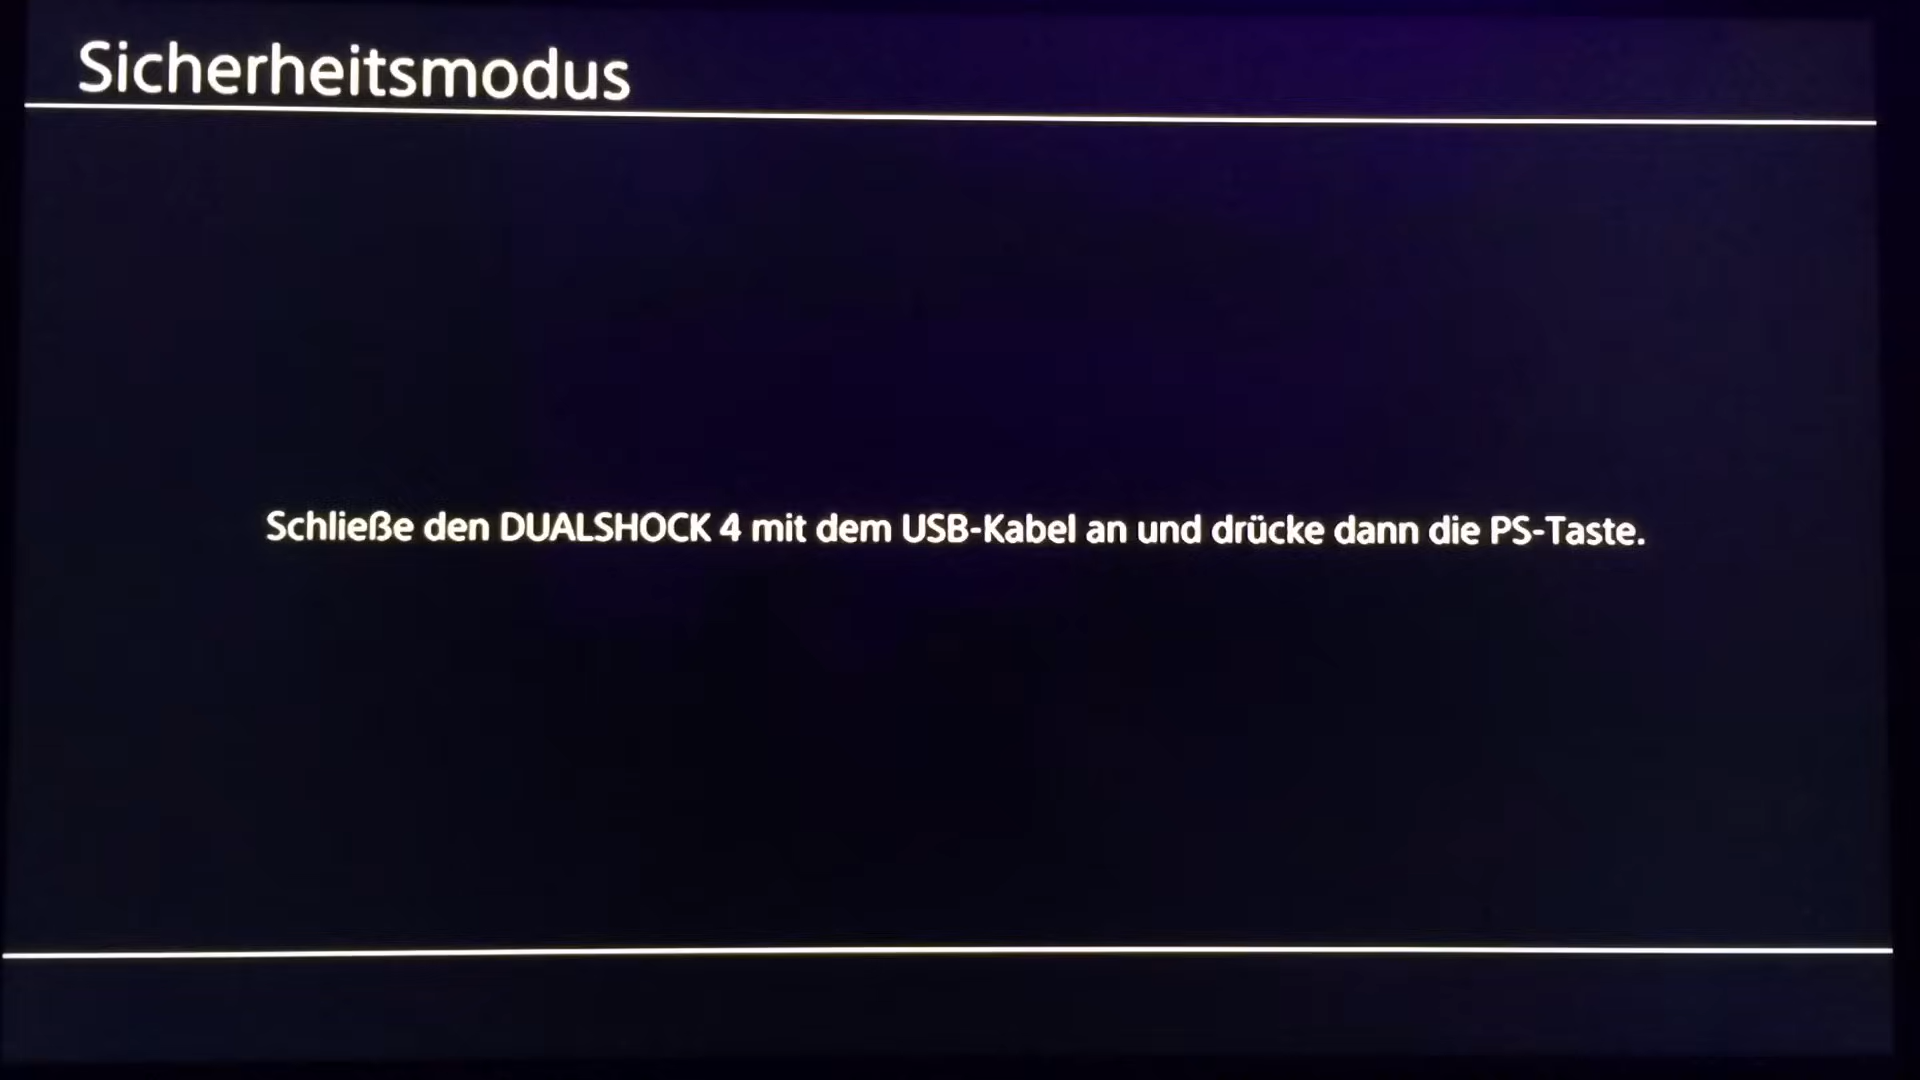 Sicherheitsmodus
Schließe den DUALSHOCK 4 mit dem USB-Kabel an und drücke dann die PS-Taste.